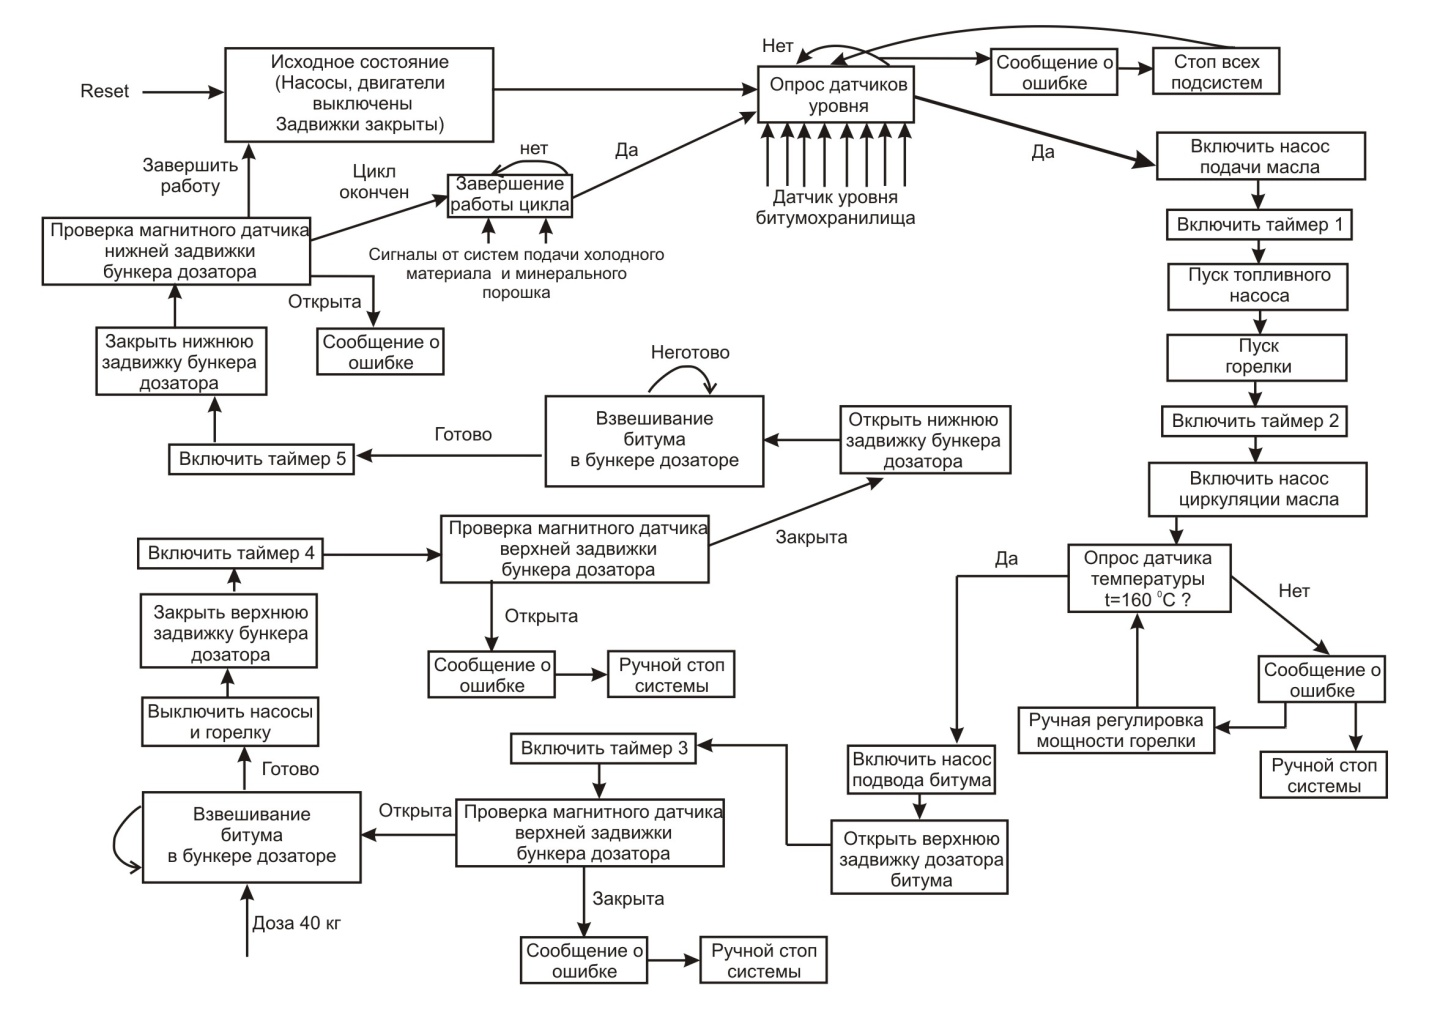 Reset
Исходное состояние
(Насосы, двигатели
выключены
Задвижки закрыты)
Нет
Опрос датчиков
уровня
Сообщение о
ошибке
Стоп всех
подсистем
Датчик уровня
битумохранилища
Да
Включить насос
подачи масла
Включить таймер 1
Пуск топливного
насоса
Пуск
горелки
Включить таймер 2
Включить насос
циркуляции масла
Опрос датчика
температуры
t=160 ⁰C ?
Да
Нет
Сообщение о
ошибке
Ручная регулировка
мощности горелки
Ручной стоп
системы
Включить насос
подвода битума
Открыть верхнюю
задвижку дозатора
битума
Включить таймер 3
Проверка магнитного датчика
верхней задвижки
бункера дозатора
Закрыта
Сообщение о
ошибке
Ручной стоп
системы
Открыта
Взвешивание
битума
в бункере дозаторе
Доза 40 кг
Готово
Выключить насосы
и горелку
Закрыть верхнюю
задвижку бункера
дозатора
Включить таймер 4
Проверка магнитного датчика
верхней задвижки
бункера дозатора
Открыта
Сообщение о
ошибке
Ручной стоп
системы
Закрыта
Открыть нижнюю
задвижку бункера
дозатора
Неготово
Взвешивание
битума
в бункере дозаторе
Готово
Включить таймер 5
Закрыть нижнюю
задвижку бункера
дозатора
Проверка магнитного датчика
нижней задвижки
бункера дозатора
Открыта
Сообщение о
ошибке
Завершить
работу
Цикл
окончен
нет
Завершение
работы цикла
Да
Сигналы от систем подачи холодного
материала и минерального
порошка